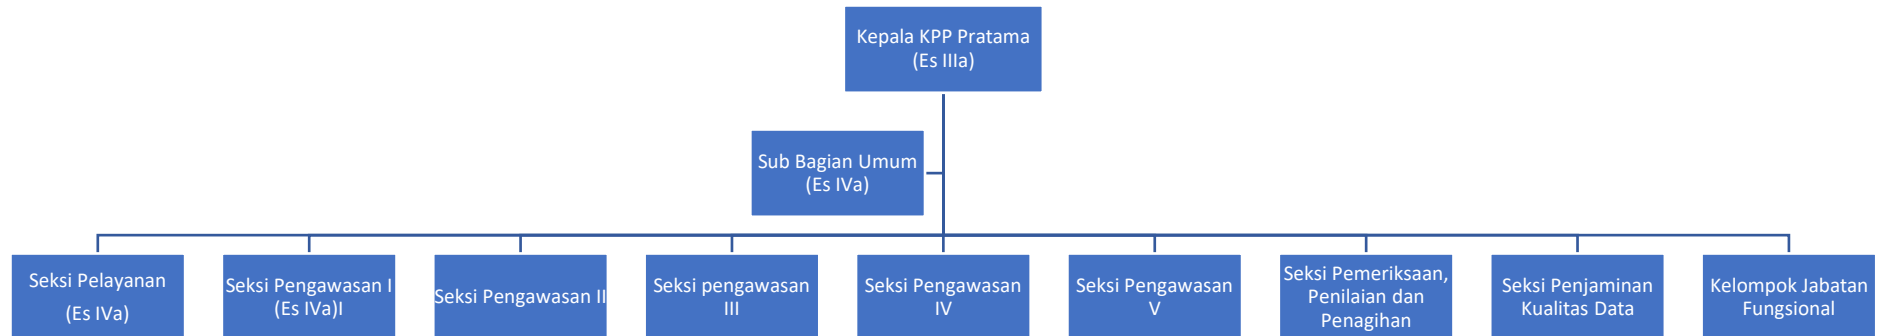 Kepala KPP Pratama
(Es IIIa)
Sub Bagian Umum
(Es IVa)
Seksi Pelayanan
(Es IVa)
Seksi Pengawasan I
(Es IVa)I
Seksi Pengawasan II
Seksi pengawasan
III
Seksi Pengawasan
IV
Seksi Pengawasan
V
Seksi Pemeriksaan,
Penilaian dan
Penagihan
Seksi Penjaminan
Kualitas Data
Kelompok Jabatan
Fungsional